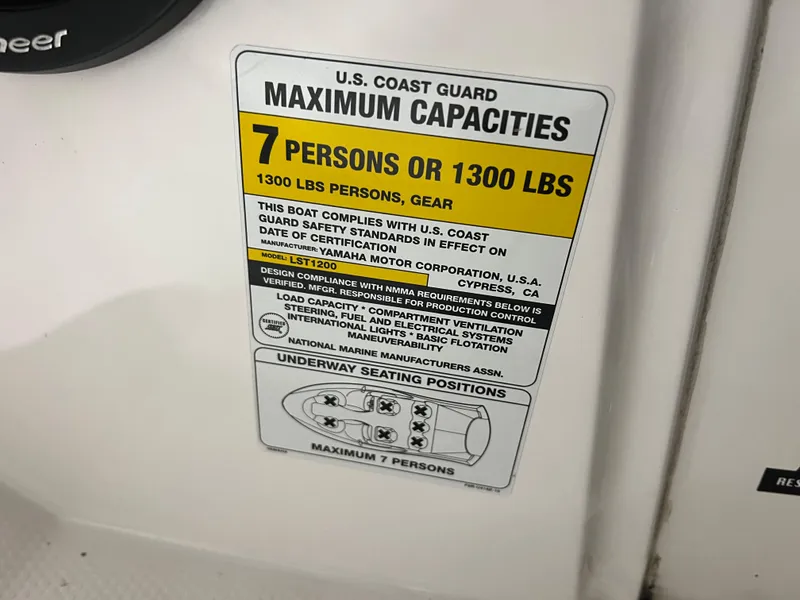 neer
U.S. COAST GUARD
MAXIMUM CAPACITIES
7 PERSONS OR 1300 LBS
1300 LBS PERSONS, GEAR
THIS BOAT COMPLIES WITH U.S. COAST
GUARD SAFETY STANDARDS IN EFFECT ON
DATE OF CERTIFICATION
MANUFACTURER: YAMAHA MOTOR CORPORATION, U.S.A.
CYPRESS, CA
MODEL: LST1200
DESIGN COMPLIANCE WITH NMMA REQUIREMENTS BELOW IS
VERIFIED. MFGR. RESPONSIBLE FOR PRODUCTION CONTROL
LOAD CAPACITY * COMPARTMENT VENTILATION
STEERING, FUEL AND ELECTRICAL SYSTEMS
INTERNATIONAL LIGHTS * BASIC FLOTATION
MANEUVERABILITY
CERTIFIED
NATIONAL MARINE MANUFACTURERS ASSN.
UNDERWAY SEATING POSITIONS
MAXIMUM 7 PERSONS
RES